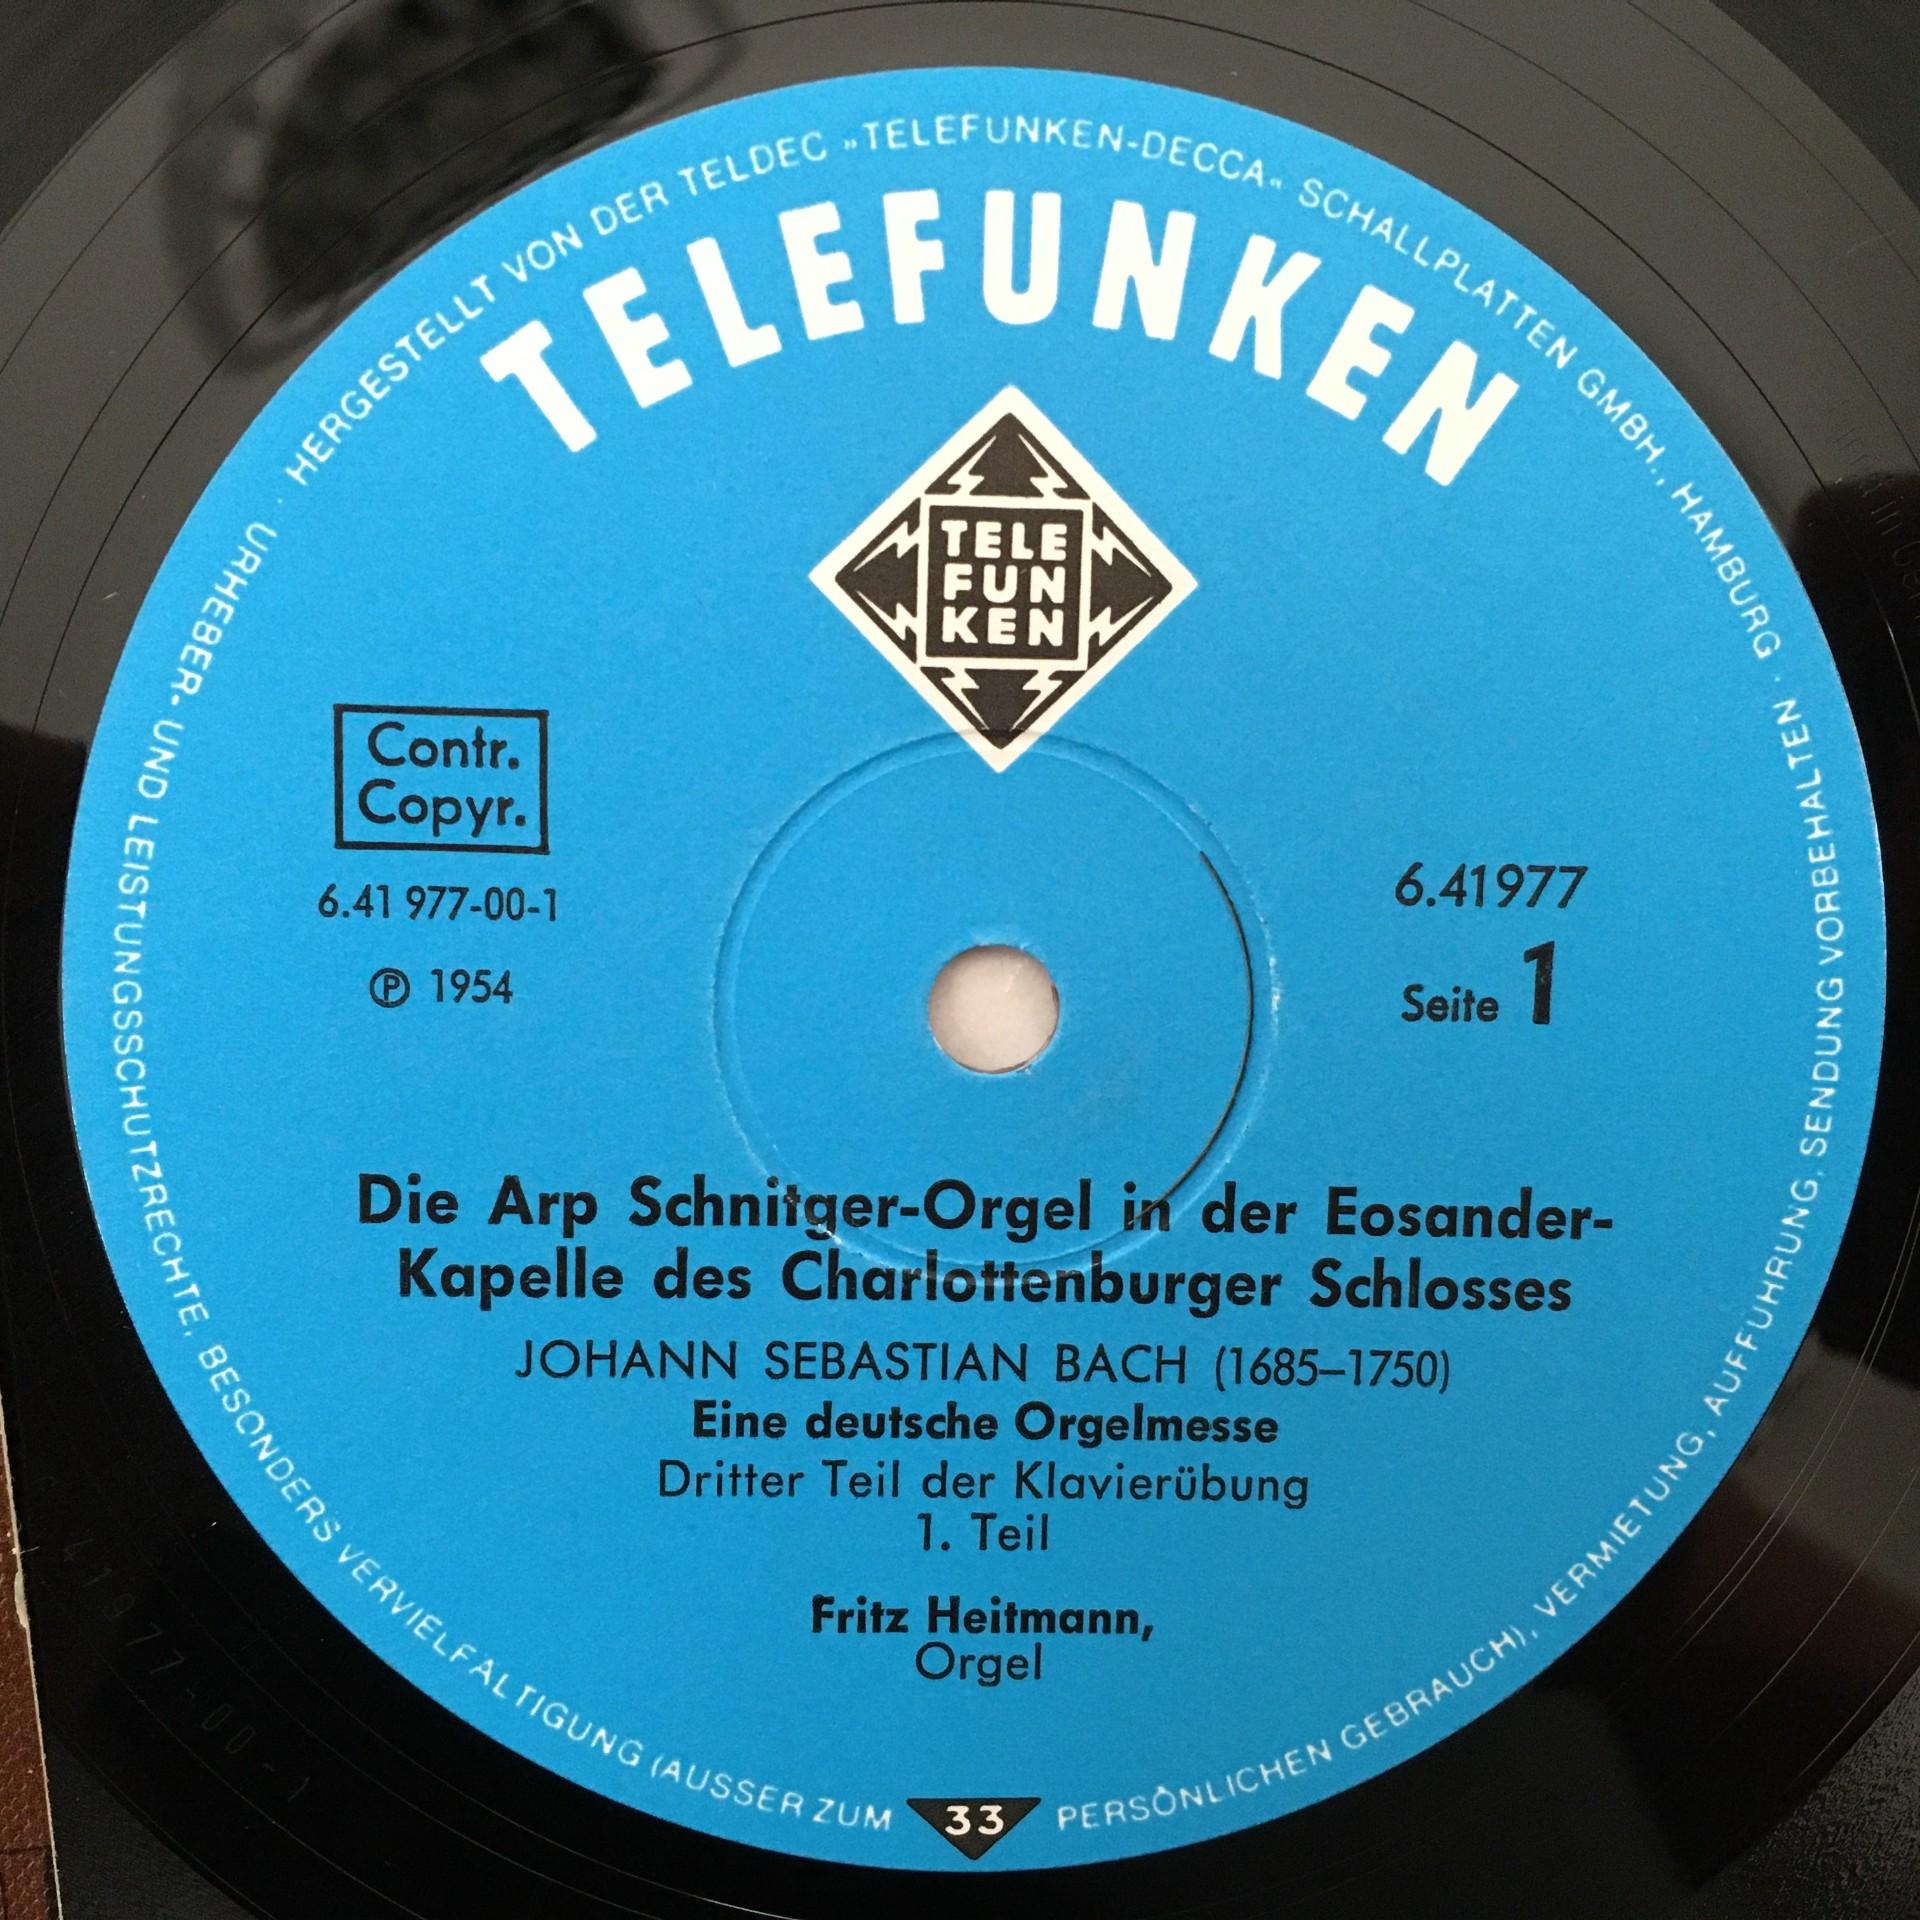 HERGESTELLT VON DER TELDEC »TELEFUNKEN-DECCA« SCHALLPLATTEN GMBH., HAMBURG · URHEBER- UND LEISTUNGSSCHUTZRECHTE, BESONDERS VERVIELFÄLTIGUNG (AUSSER ZUM PERSÖNLICHEN GEBRAUCH), VERMIETUNG, AUFFÜHRUNG, SENDUNG VORBEHALTEN ·
TELEFUNKEN
TELE
FUN
KEN
Contr.
Copyr.
6.41 977-00-1
℗ 1954
6.41977
Seite 1
Die Arp Schnitger-Orgel in der Eosander-
Kapelle des Charlottenburger Schlosses
JOHANN SEBASTIAN BACH (1685–1750)
Eine deutsche Orgelmesse
Dritter Teil der Klavierübung
1. Teil
Fritz Heitmann,
Orgel
33
41977-00-1